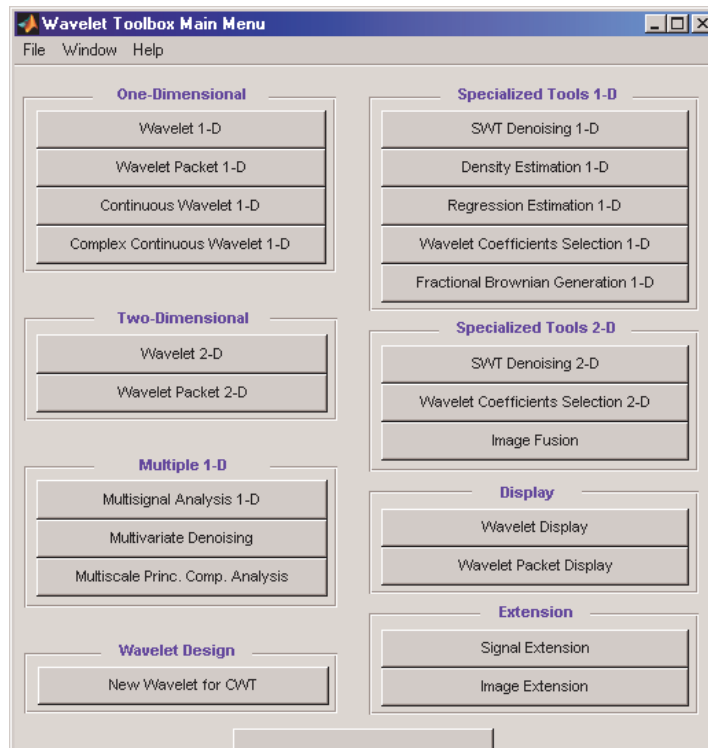 Wavelet Toolbox Main Menu
File Window Help
One-Dimensional
Wavelet 1-D
Wavelet Packet 1-D
Continuous Wavelet 1-D
Complex Continuous Wavelet 1-D
Two-Dimensional
Wavelet 2-D
Wavelet Packet 2-D
Multiple 1-D
Multisignal Analysis 1-D
Multivariate Denoising
Multiscale Princ. Comp. Analysis
Wavelet Design
New Wavelet for CWT
Specialized Tools 1-D
SWT Denoising 1-D
Density Estimation 1-D
Regression Estimation 1-D
Wavelet Coefficients Selection 1-D
Fractional Brownian Generation 1-D
Specialized Tools 2-D
SWT Denoising 2-D
Wavelet Coefficients Selection 2-D
Image Fusion
Display
Wavelet Display
Wavelet Packet Display
Extension
Signal Extension
Image Extension